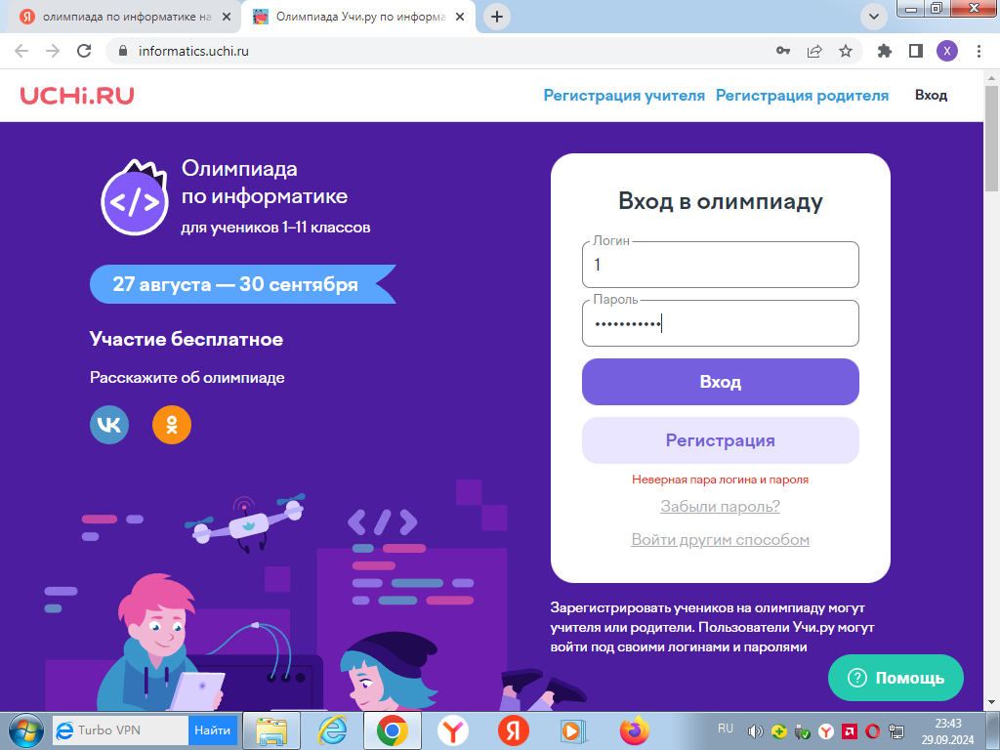 олимпиада по информатике на
Олимпиада Учи.ру по информа
informatics.uchi.ru
X
UCHi.RU
Регистрация учителя
Регистрация родителя
Вход
Олимпиада
по информатике
для учеников 1–11 классов
27 августа — 30 сентября
Участие бесплатное
Расскажите об олимпиаде
Вход в олимпиаду
Логин
1
Пароль
•••••••••••
Вход
Регистрация
Неверная пара логина и пароля
Забыли пароль?
Войти другим способом
Зарегистрировать учеников на олимпиаду могут
учителя или родители. Пользователи Учи.ру могут
войти под своими логинами и паролями
Помощь
Turbo VPN
Найти
RU
23:43
29.09.2024